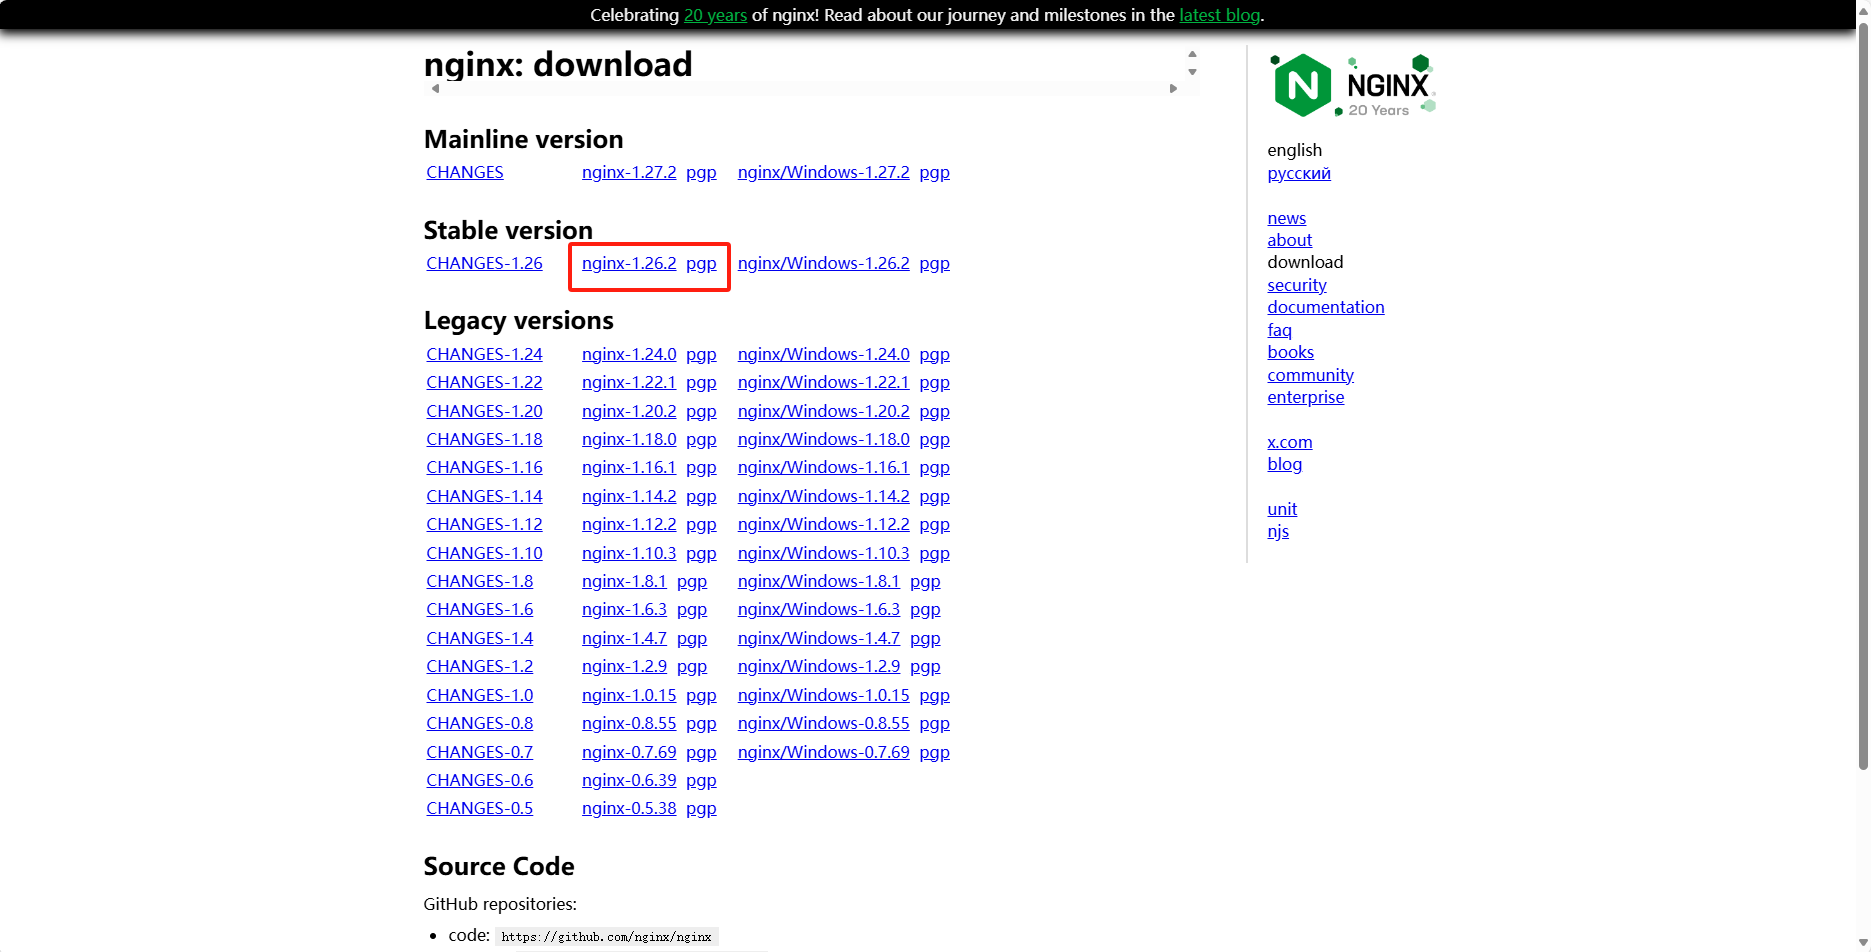 Celebrating 20 years of nginx! Read about our journey and milestones in the latest blog.
nginx: download
Mainline version
CHANGES nginx-1.27.2 pgp nginx/Windows-1.27.2 pgp
Stable version
CHANGES-1.26 nginx-1.26.2 pgp nginx/Windows-1.26.2 pgp
Legacy versions
CHANGES-1.24 nginx-1.24.0 pgp nginx/Windows-1.24.0 pgp
CHANGES-1.22 nginx-1.22.1 pgp nginx/Windows-1.22.1 pgp
CHANGES-1.20 nginx-1.20.2 pgp nginx/Windows-1.20.2 pgp
CHANGES-1.18 nginx-1.18.0 pgp nginx/Windows-1.18.0 pgp
CHANGES-1.16 nginx-1.16.1 pgp nginx/Windows-1.16.1 pgp
CHANGES-1.14 nginx-1.14.2 pgp nginx/Windows-1.14.2 pgp
CHANGES-1.12 nginx-1.12.2 pgp nginx/Windows-1.12.2 pgp
CHANGES-1.10 nginx-1.10.3 pgp nginx/Windows-1.10.3 pgp
CHANGES-1.8 nginx-1.8.1 pgp nginx/Windows-1.8.1 pgp
CHANGES-1.6 nginx-1.6.3 pgp nginx/Windows-1.6.3 pgp
CHANGES-1.4 nginx-1.4.7 pgp nginx/Windows-1.4.7 pgp
CHANGES-1.2 nginx-1.2.9 pgp nginx/Windows-1.2.9 pgp
CHANGES-1.0 nginx-1.0.15 pgp nginx/Windows-1.0.15 pgp
CHANGES-0.8 nginx-0.8.55 pgp nginx/Windows-0.8.55 pgp
CHANGES-0.7 nginx-0.7.69 pgp nginx/Windows-0.7.69 pgp
CHANGES-0.6 nginx-0.6.39 pgp
CHANGES-0.5 nginx-0.5.38 pgp
Source Code
GitHub repositories:
• code: https://github.com/nginx/nginx
N NGINX
20 Years
english
русский
news
about
download
security
documentation
faq
books
community
enterprise
x.com
blog
unit
njs